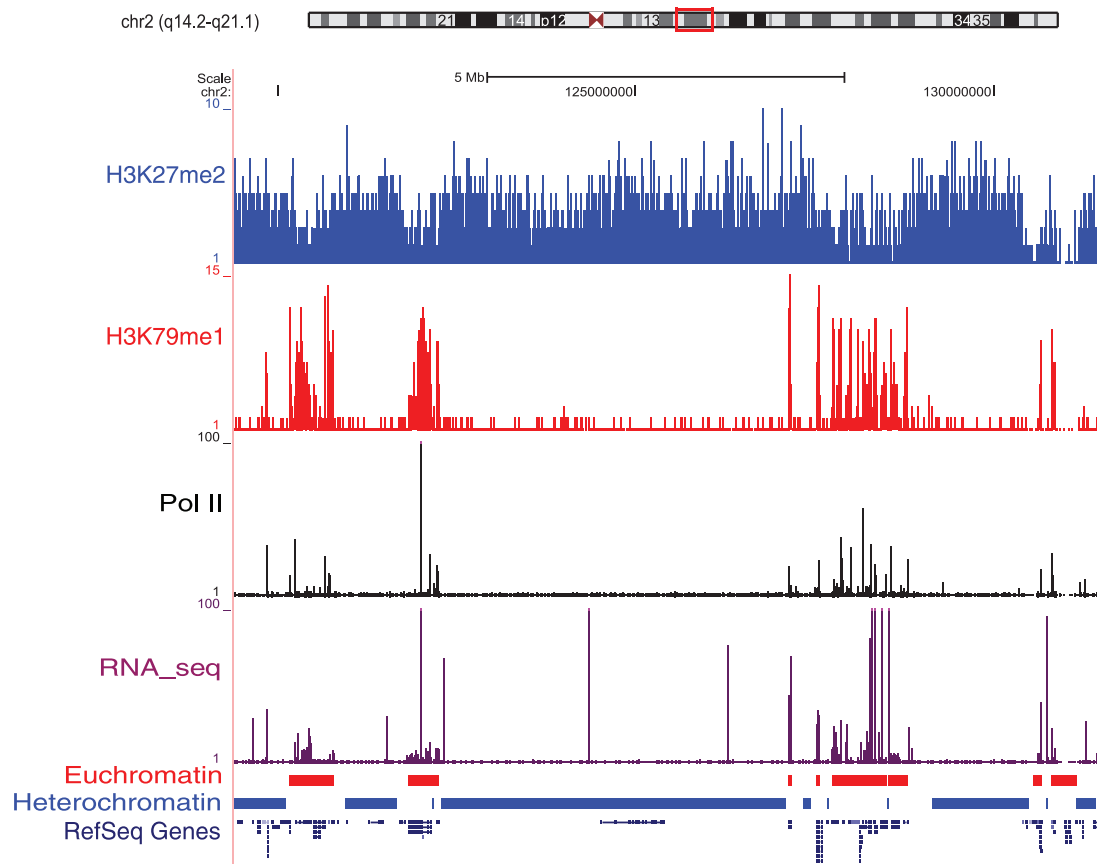 chr2 (q14.2-q21.1) 21 14 p12 13 34 35
Scale 5 Mb
chr2: 125000000 130000000
10
H3K27me2
1
15
H3K79me1
1
100
Pol II
1
100
RNA_seq
1
Euchromatin
Heterochromatin
RefSeq Genes